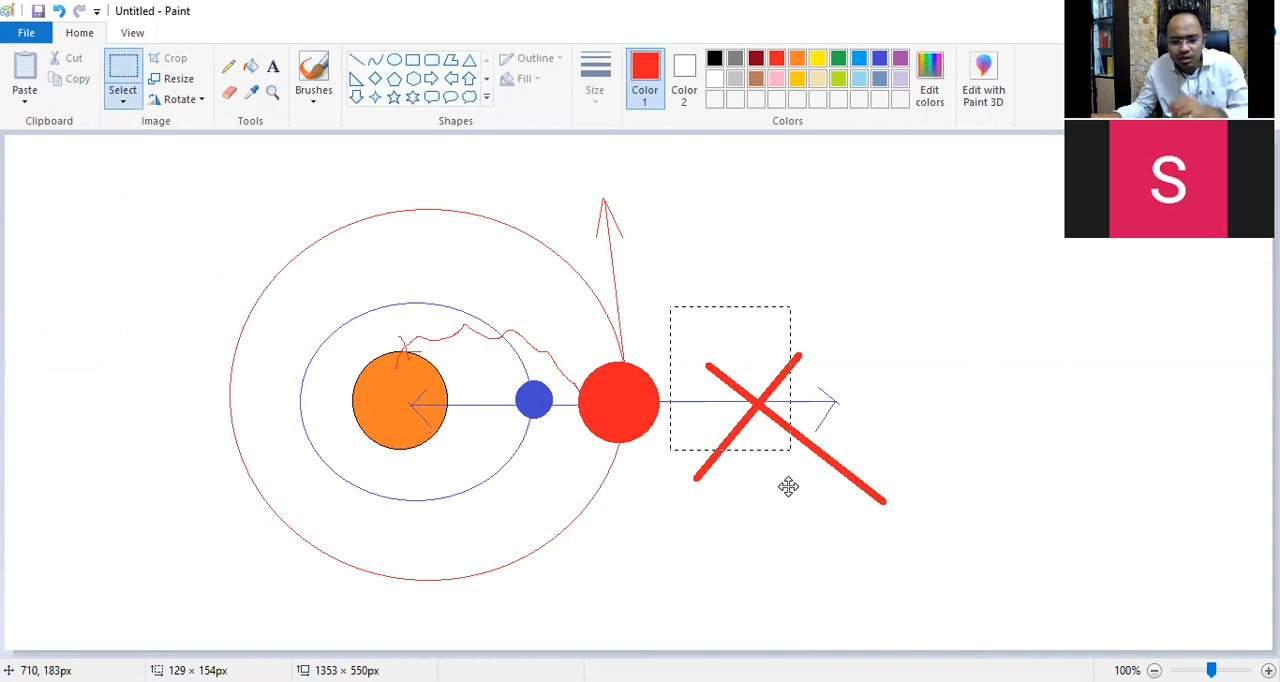 Untitled - Paint
File Home View
Paste
Cut
Copy
Clipboard
Select
Crop
Resize
Rotate
Image
A
Tools
Brushes
Outline
Fill
Shapes
Size
Color 1
Color 2
Edit colors
Colors
Edit with Paint 3D
S
710, 183px
129 × 154px
1353 × 550px
100%